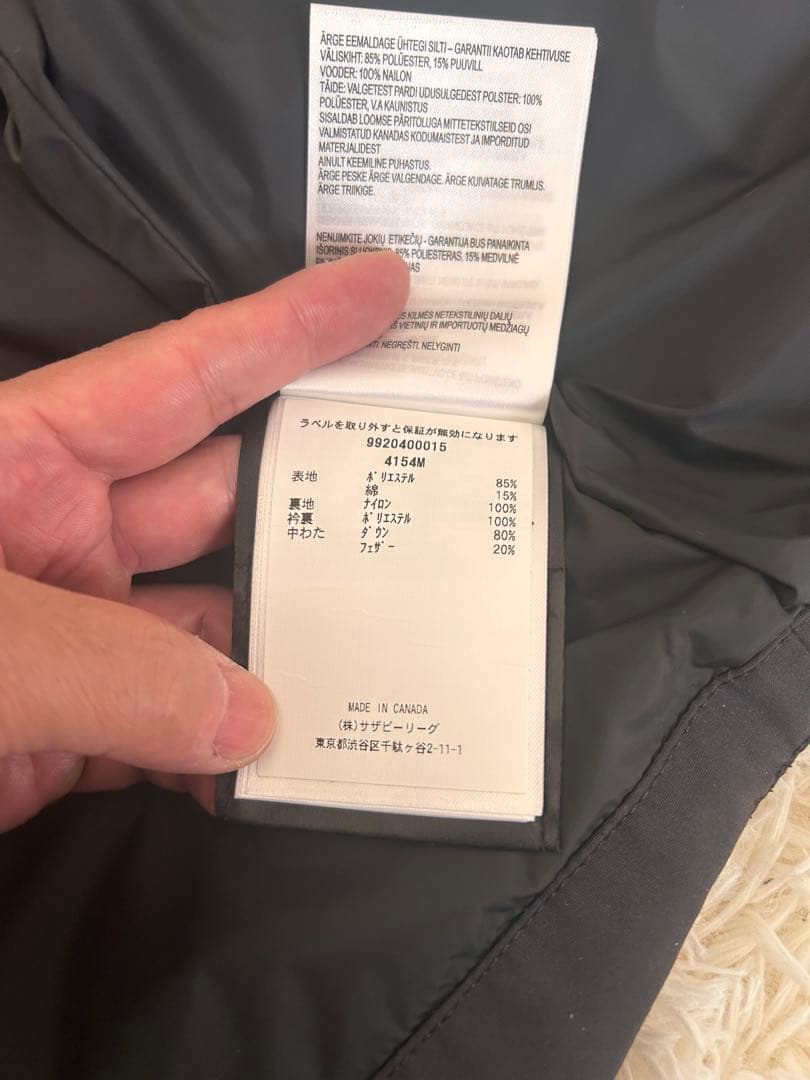 ÄRGE EEMALDAGE ÜHTEGI SILTI – GARANTII KAOTAB KEHTIVUSE
VÄLISKIHT: 85% POLÜESTER, 15% PUUVILL
VOODER: 100% NAILON
TÄIDE: VALGETEST PARDI UDUSULGEDEST POLSTER: 100%
POLÜESTER, V.A KAUNISTUS
SISALDAB LOOMSE PÄRITOLUGA MITTETEKSTIILSEID OSI
VALMISTATUD KANADAS KODUMAISTEST JA IMPORDITUD
MATERJALIDEST
AINULT KEEMILINE PUHASTUS.
ÄRGE PESKE ÄRGE VALGENDAGE. ÄRGE KUIVATAGE TRUMLIS.
ÄRGE TRIIKIGE.
NENUIMKITE JOKIŲ ETIKEČIŲ - GARANTIJA BUS PANAIKINTA
IŠORINIS 85% POLIESTERAS, 15% MEDVILNĖ
KILMĖS NETEKSTILINIŲ DALIŲ
VIETINIŲ IR IMPORTUOTŲ MEDŽIAGŲ
NEGRĘŠTI. NELYGINTI
ラベルを取り外すと保証が無効になります
9920400015
4154M
表地 ポリエステル 85%
綿 15%
裏地 ナイロン 100%
衿裏 ポリエステル 100%
中わた ダウン 80%
フェザー 20%
MADE IN CANADA
(株)サザビーリーグ
東京都渋谷区千駄ヶ谷2-11-1